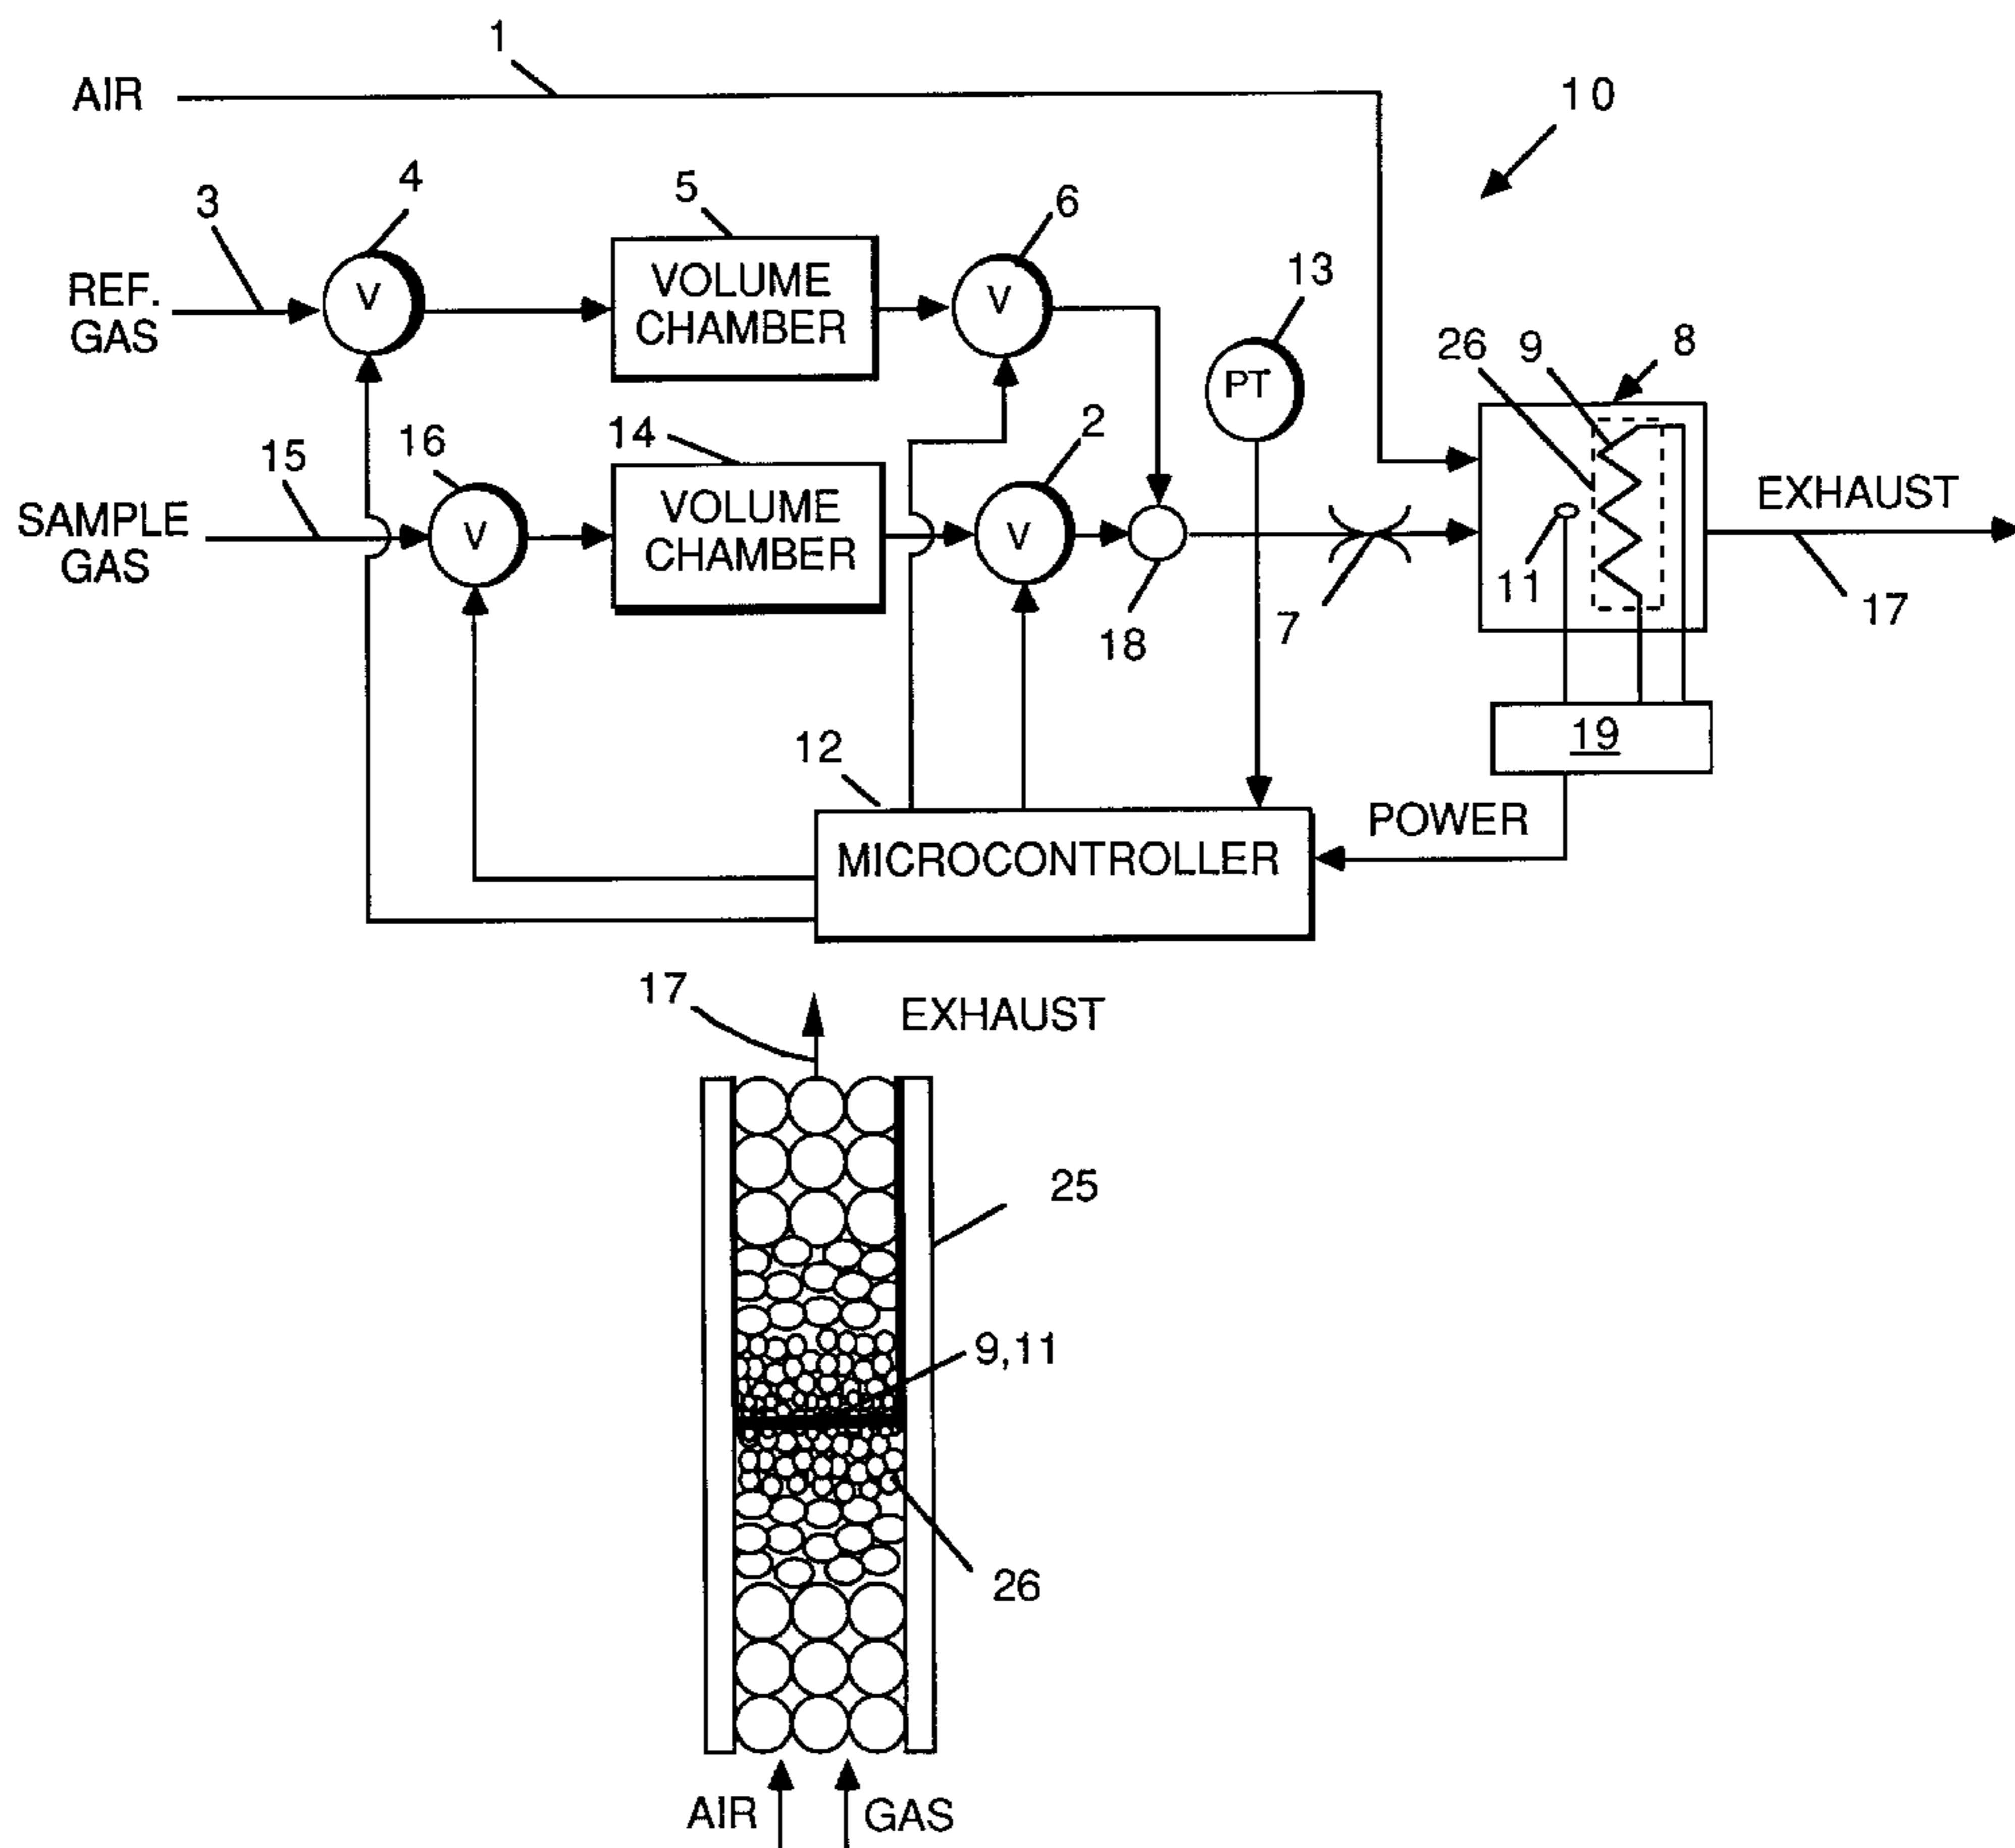 1
AIR
10
3
4
5
6
13
REF.
GAS
V
VOLUME
CHAMBER
V
PT
26
9
8
15
16
14
2
SAMPLE
GAS
V
VOLUME
CHAMBER
V
11
EXHAUST
18
7
17
12
19
POWER
MICROCONTROLLER
17
EXHAUST
25
9,11
26
AIR
GAS